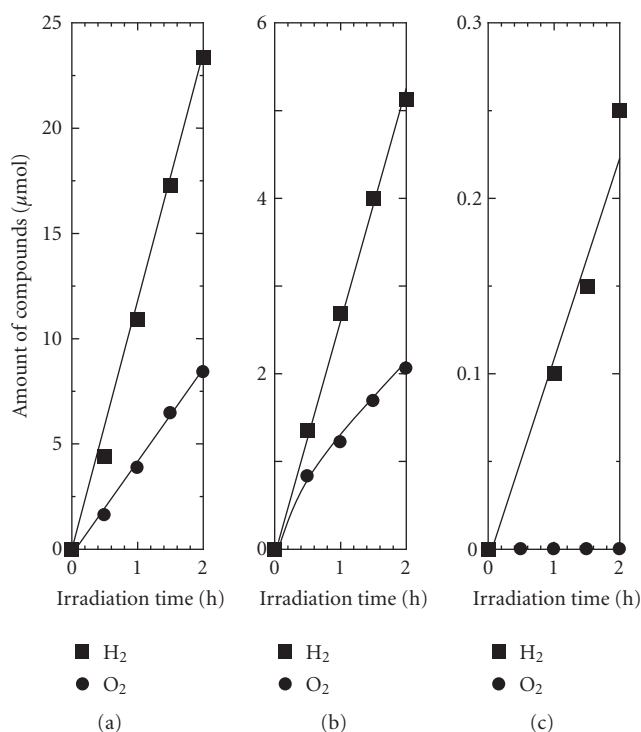 Amount of compounds (μmol)
25
20
15
10
5
0
0 1 2
Irradiation time (h)
H₂
O₂
(a)
6
4
2
0
0 1 2
Irradiation time (h)
H₂
O₂
(b)
0.3
0.2
0.1
0
0 1 2
Irradiation time (h)
H₂
O₂
(c)